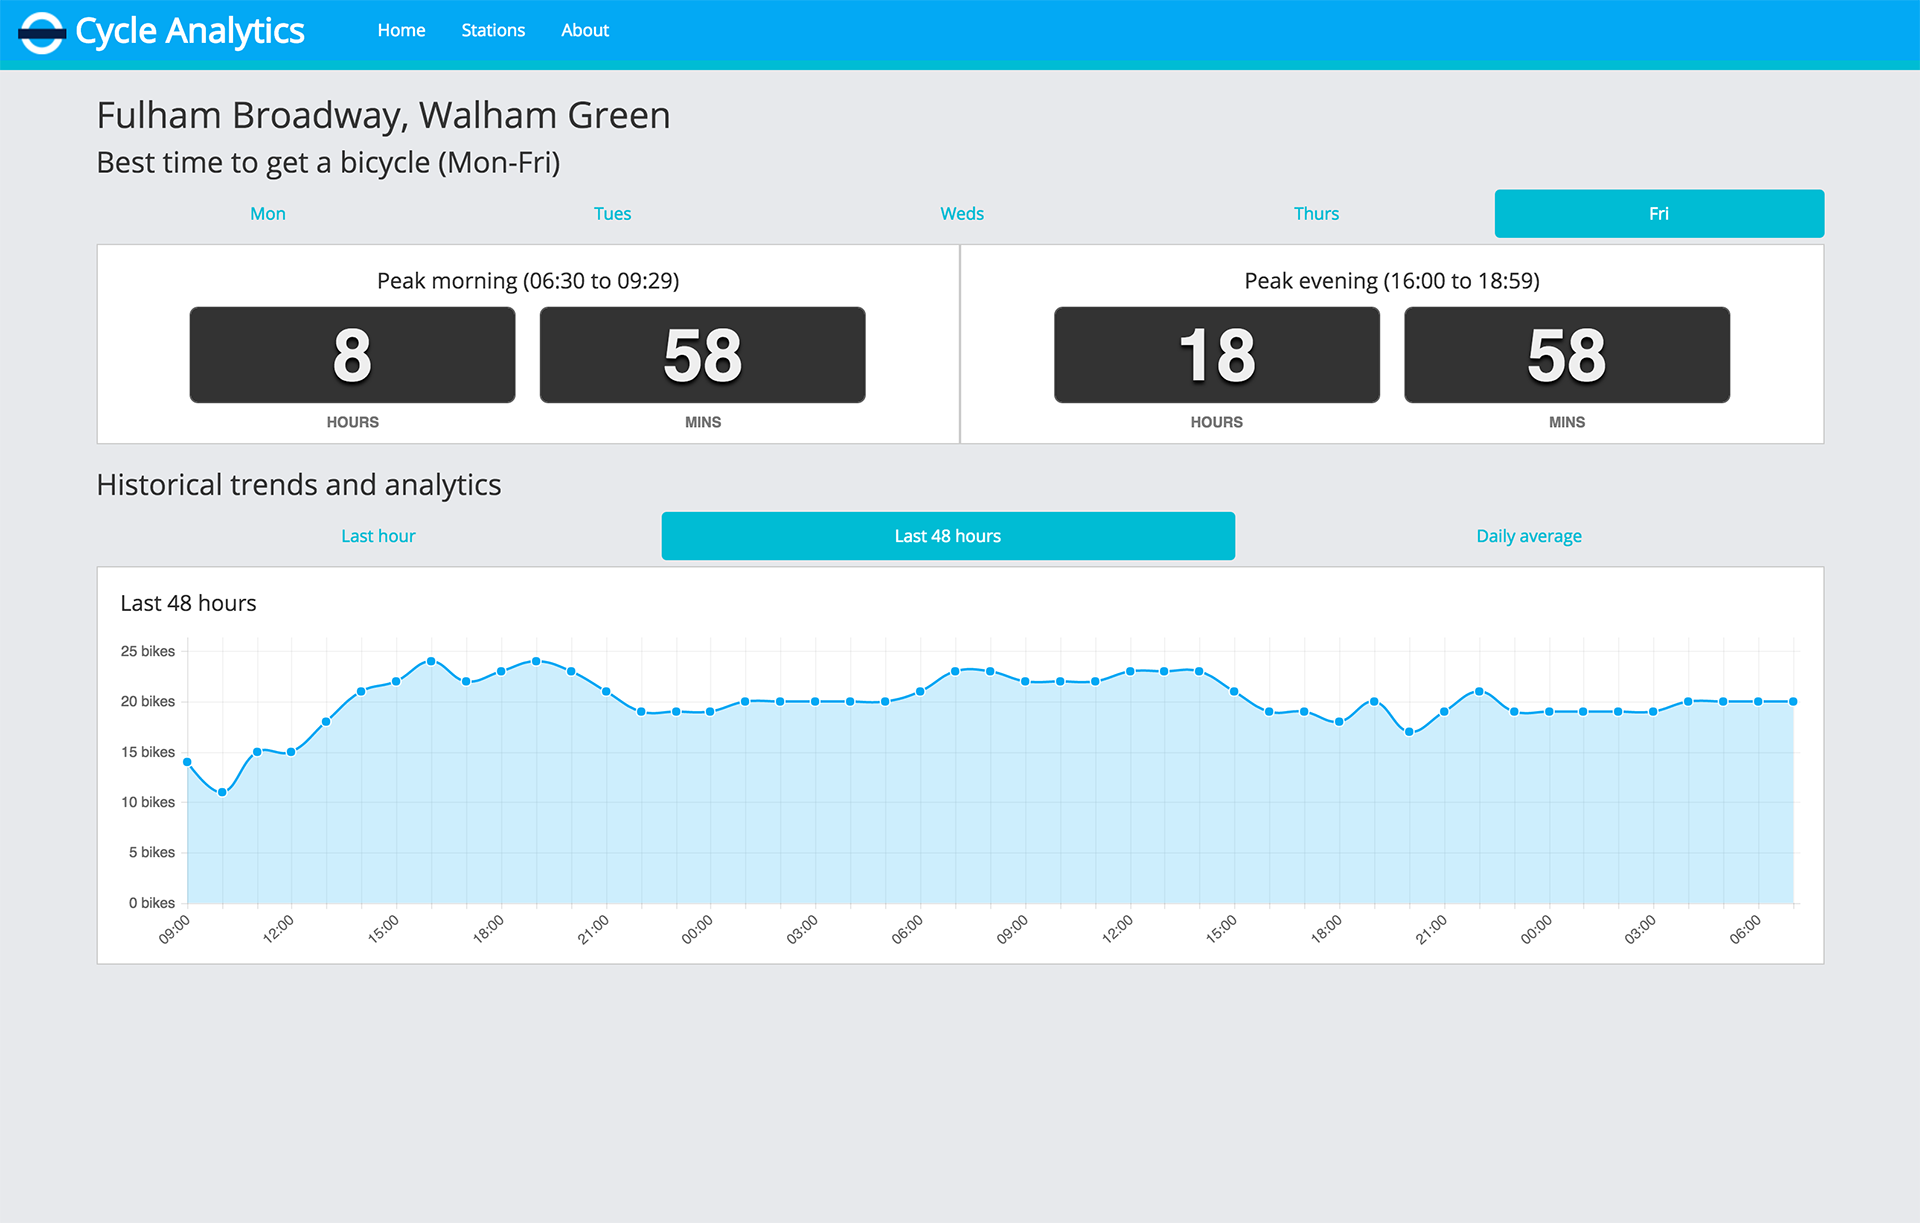 Cycle Analytics Home Stations About
Fulham Broadway, Walham Green
Best time to get a bicycle (Mon-Fri)
Mon Tues Weds Thurs Fri
Peak morning (06:30 to 09:29)
8 58
HOURS MINS
Peak evening (16:00 to 18:59)
18 58
HOURS MINS
Historical trends and analytics
Last hour Last 48 hours Daily average
Last 48 hours
25 bikes
20 bikes
15 bikes
10 bikes
5 bikes
0 bikes
09:00 12:00 15:00 18:00 21:00 00:00 03:00 06:00 09:00 12:00 15:00 18:00 21:00 00:00 03:00 06:00